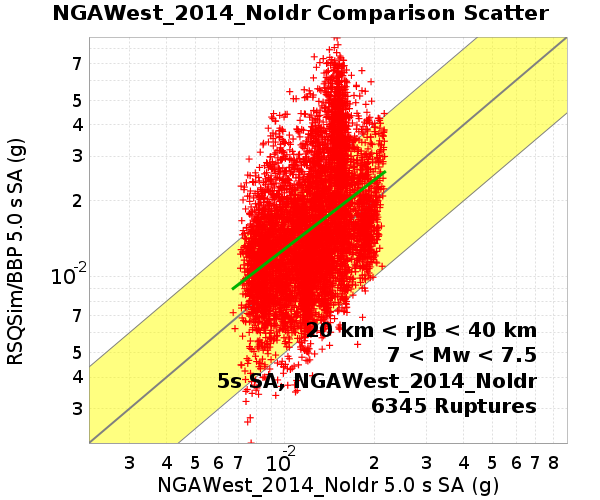 NGAWest_2014_NoIdr Comparison Scatter
RSQSim/BBP 5.0 s SA (g)
7
5
4
3
2
10-2
7
5
4
3
20 km < rJB < 40 km
7 < Mw < 7.5
5s SA, NGAWest_2014_NoIdr
6345 Ruptures
3 4 5 6 7 10-2 2 3 4 5 6 7 8
NGAWest_2014_NoIdr 5.0 s SA (g)